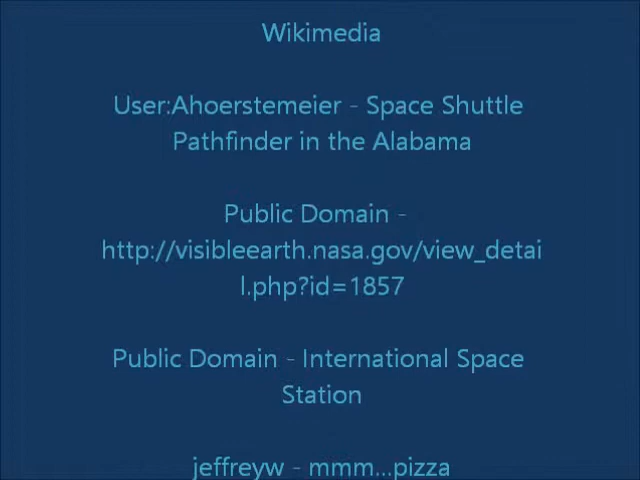 Wikimedia
User:Ahoerstemeier - Space Shuttle
Pathfinder in the Alabama
Public Domain -
http://visibleearth.nasa.gov/view_detai
l.php?id=1857
Public Domain - International Space
Station
jeffreyw - mmm...pizza